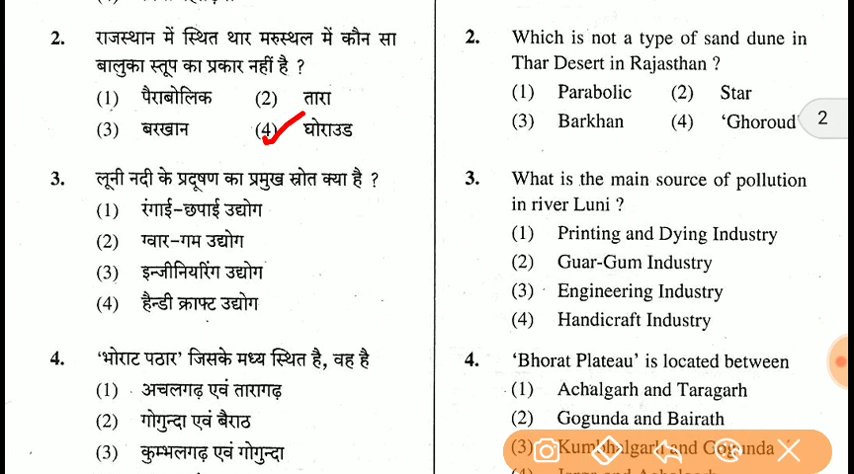 2. राजस्थान में स्थित थार मरुस्थल में कौन सा
बालुका स्तूप का प्रकार नहीं है ?
(1) पैराबोलिक (2) तारा
(3) बरखान (4) घोराउड
3. लूनी नदी के प्रदूषण का प्रमुख स्रोत क्या है ?
(1) रंगाई-छपाई उद्योग
(2) ग्वार-गम उद्योग
(3) इन्जीनियरिंग उद्योग
(4) हैन्डी क्राफ्ट उद्योग
4. 'भोराट पठार' जिसके मध्य स्थित है, वह है
(1) अचलगढ़ एवं तारागढ़
(2) गोगुन्दा एवं बैराठ
(3) कुम्भलगढ़ एवं गोगुन्दा
2. Which is not a type of sand dune in
Thar Desert in Rajasthan ?
(1) Parabolic (2) Star
(3) Barkhan (4) 'Ghoroud'
2
3. What is the main source of pollution
in river Luni ?
(1) Printing and Dying Industry
(2) Guar-Gum Industry
(3) Engineering Industry
(4) Handicraft Industry
4. 'Bhorat Plateau' is located between
(1) Achalgarh and Taragarh
(2) Gogunda and Bairath
(3) Kumbhalgarh and Gogunda